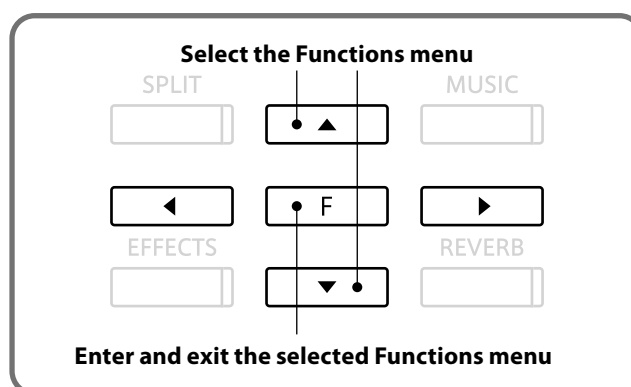 Select the Functions menu
SPLIT
MUSIC
F
EFFECTS
REVERB
Enter and exit the selected Functions menu